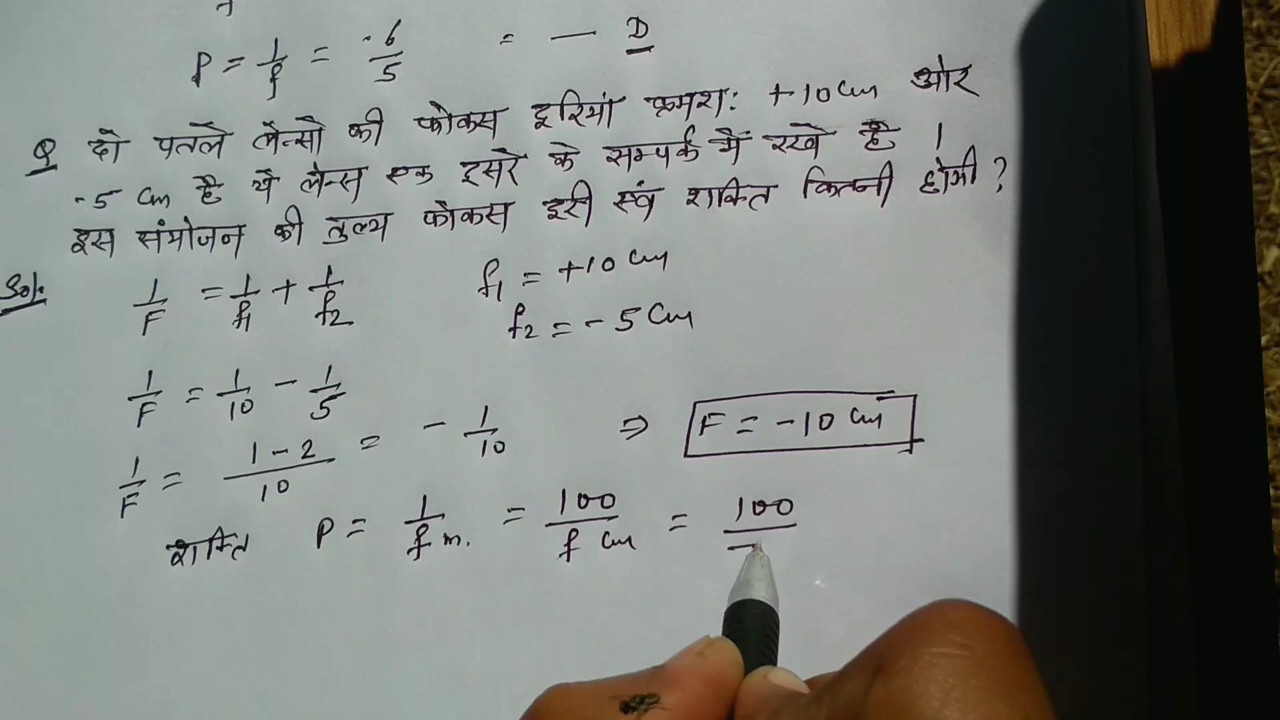 P = 1/f = -6/5 = — D
Q दो पतले लेन्सो की फोकस दूरियां क्रमश: +10 cm और
-5 cm है ये लेन्स एक दूसरे के सम्पर्क में रखे है ।
इस संयोजन की तुल्य फोकस दूरी एवं शक्ति कितनी होगी ?
Sol. 1/F = 1/f1 + 1/f2 f1 = +10 cm
f2 = -5 cm
1/F = 1/10 - 1/5
1/F = 1-2/10 = - 1/10 ⇒ F = -10 cm
शक्ति P = 1/f m. = 100/f cm = 100/-